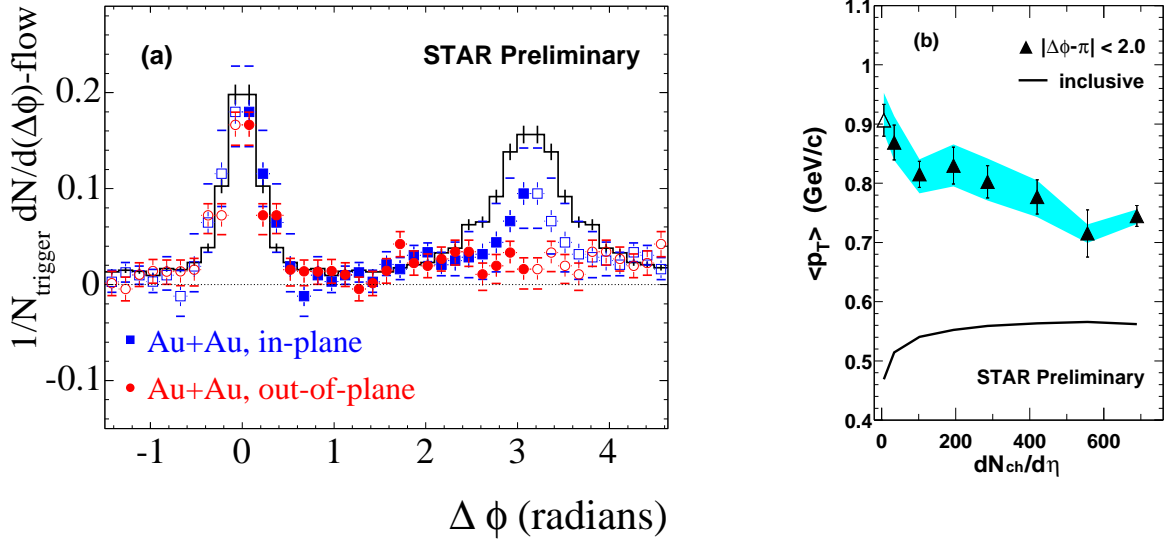 (a)
STAR Preliminary
1/N_trigger dN/d(Δϕ)-flow
0.2
0.1
0
-0.1
Au+Au, in-plane
Au+Au, out-of-plane
-1 0 1 2 3 4
Δ ϕ (radians)
(b)
|Δϕ-π| < 2.0
inclusive
<p_T> (GeV/c)
1.1
1
0.9
0.8
0.7
0.6
0.5
0.4
STAR Preliminary
0 200 400 600
dN_ch/dη